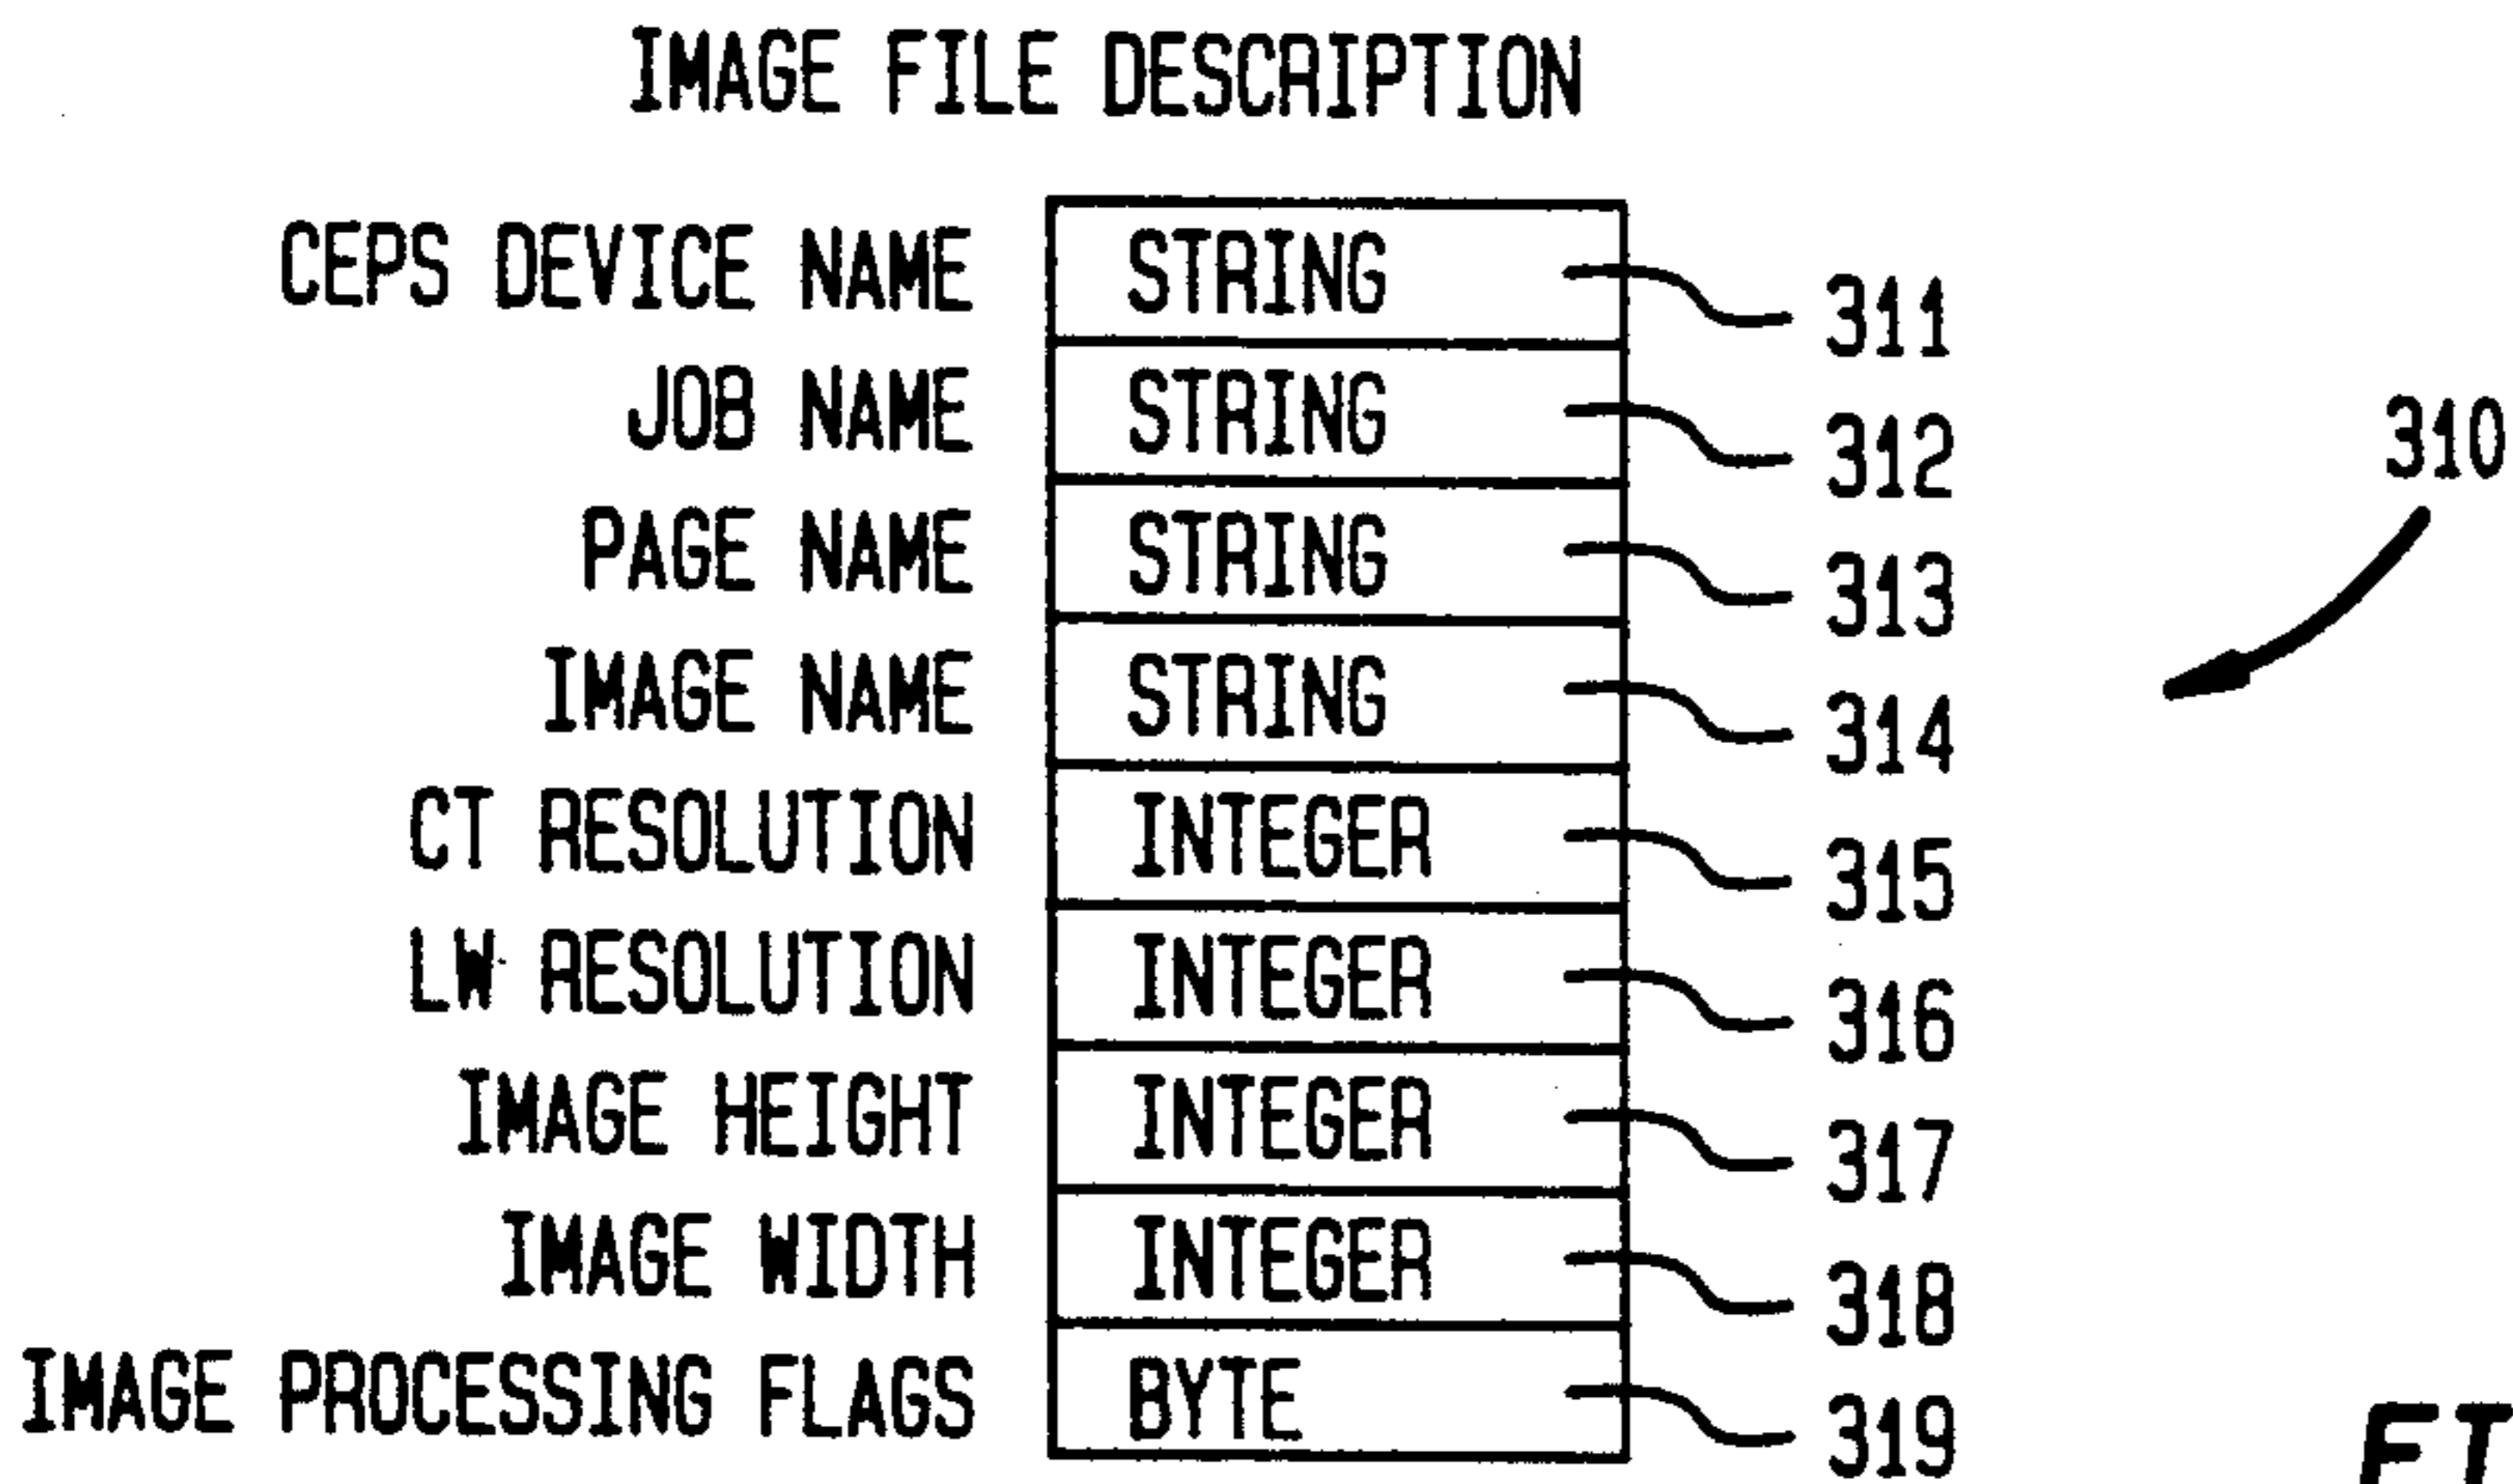 IMAGE FILE DESCRIPTION
CEPS DEVICE NAME STRING 311
JOB NAME STRING 312
310
PAGE NAME STRING 313
IMAGE NAME STRING 314
CT RESOLUTION INTEGER 315
LW RESOLUTION INTEGER 316
IMAGE HEIGHT INTEGER 317
IMAGE WIDTH INTEGER 318
IMAGE PROCESSING FLAGS BYTE 319